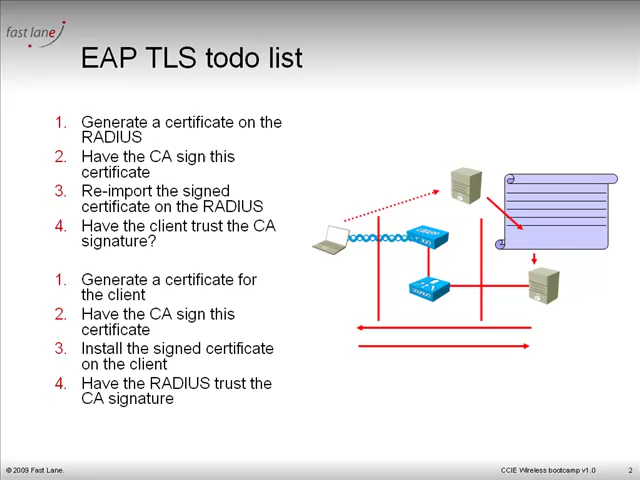 fast lane
EAP TLS todo list
1. Generate a certificate on the
RADIUS
2. Have the CA sign this
certificate
3. Re-import the signed
certificate on the RADIUS
4. Have the client trust the CA
signature?
1. Generate a certificate for
the client
2. Have the CA sign this
certificate
3. Install the signed certificate
on the client
4. Have the RADIUS trust the
CA signature
© 2009 Fast Lane.
CCIE Wireless bootcamp v1.0
2